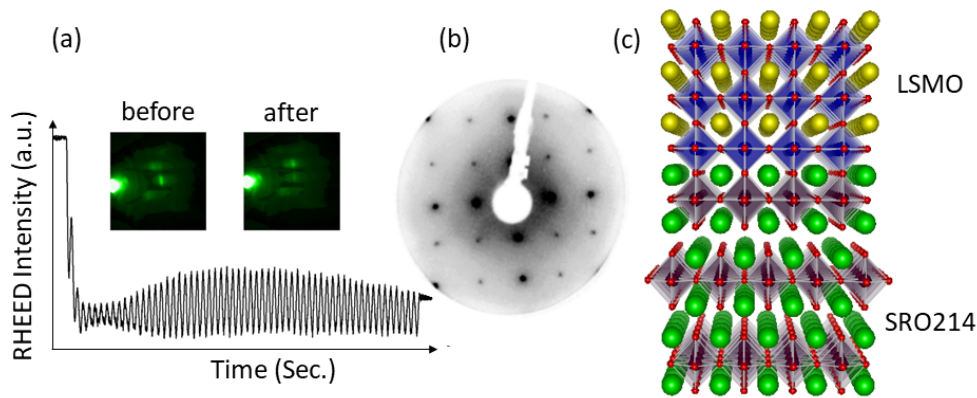 (a)
before
after
RHEED Intensity (a.u.)
Time (Sec.)
(b)
(c)
LSMO
SRO214